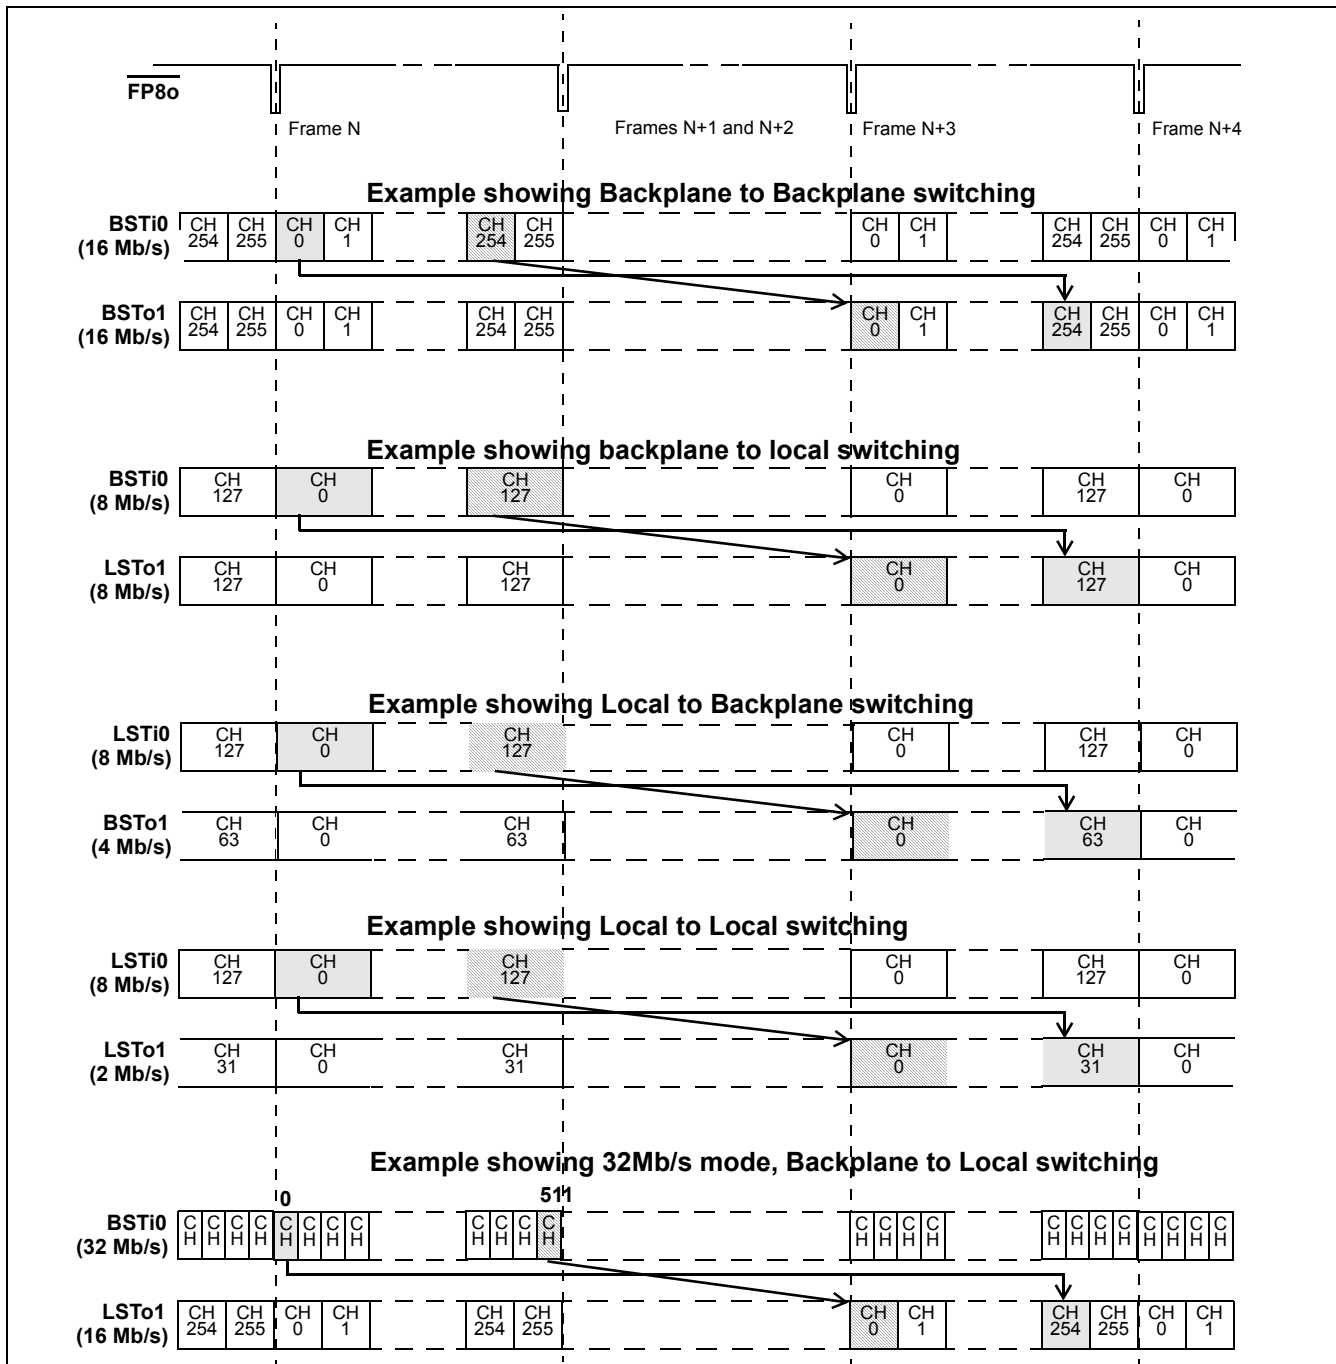 FP8o
Frame N
Frames N+1 and N+2
Frame N+3
Frame N+4
Example showing Backplane to Backplane switching
BSTi0
(16 Mb/s)
CH 254 CH 255 CH 0 CH 1 CH 254 CH 255 CH 0 CH 1 CH 254 CH 255 CH 0 CH 1
BSTo1
(16 Mb/s)
CH 254 CH 255 CH 0 CH 1 CH 254 CH 255 CH 0 CH 1 CH 254 CH 255 CH 0 CH 1
Example showing backplane to local switching
BSTi0
(8 Mb/s)
CH 127 CH 0 CH 127 CH 0 CH 127 CH 0
LSTo1
(8 Mb/s)
CH 127 CH 0 CH 127 CH 0 CH 127 CH 0
Example showing Local to Backplane switching
LSTi0
(8 Mb/s)
CH 127 CH 0 CH 127 CH 0 CH 127 CH 0
BSTo1
(4 Mb/s)
CH 63 CH 0 CH 63 CH 0 CH 63 CH 0
Example showing Local to Local switching
LSTi0
(8 Mb/s)
CH 127 CH 0 CH 127 CH 0 CH 127 CH 0
LSTo1
(2 Mb/s)
CH 31 CH 0 CH 31 CH 0 CH 31 CH 0
Example showing 32Mb/s mode, Backplane to Local switching
0 511
BSTi0
(32 Mb/s)
CH CH CH CH CH CH CH CH CH CH CH CH CH CH CH CH CH CH CH CH CH CH CH CH
LSTo1
(16 Mb/s)
CH 254 CH 255 CH 0 CH 1 CH 254 CH 255 CH 0 CH 1 CH 254 CH 255 CH 0 CH 1